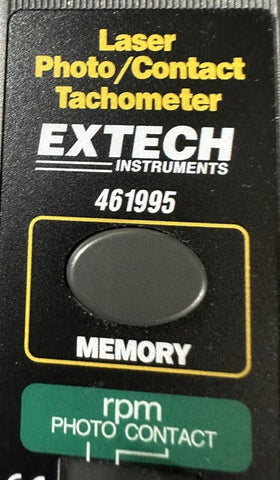 Laser
Photo/Contact
Tachometer
EXTECH
INSTRUMENTS
461995
MEMORY
rpm
PHOTO CONTACT